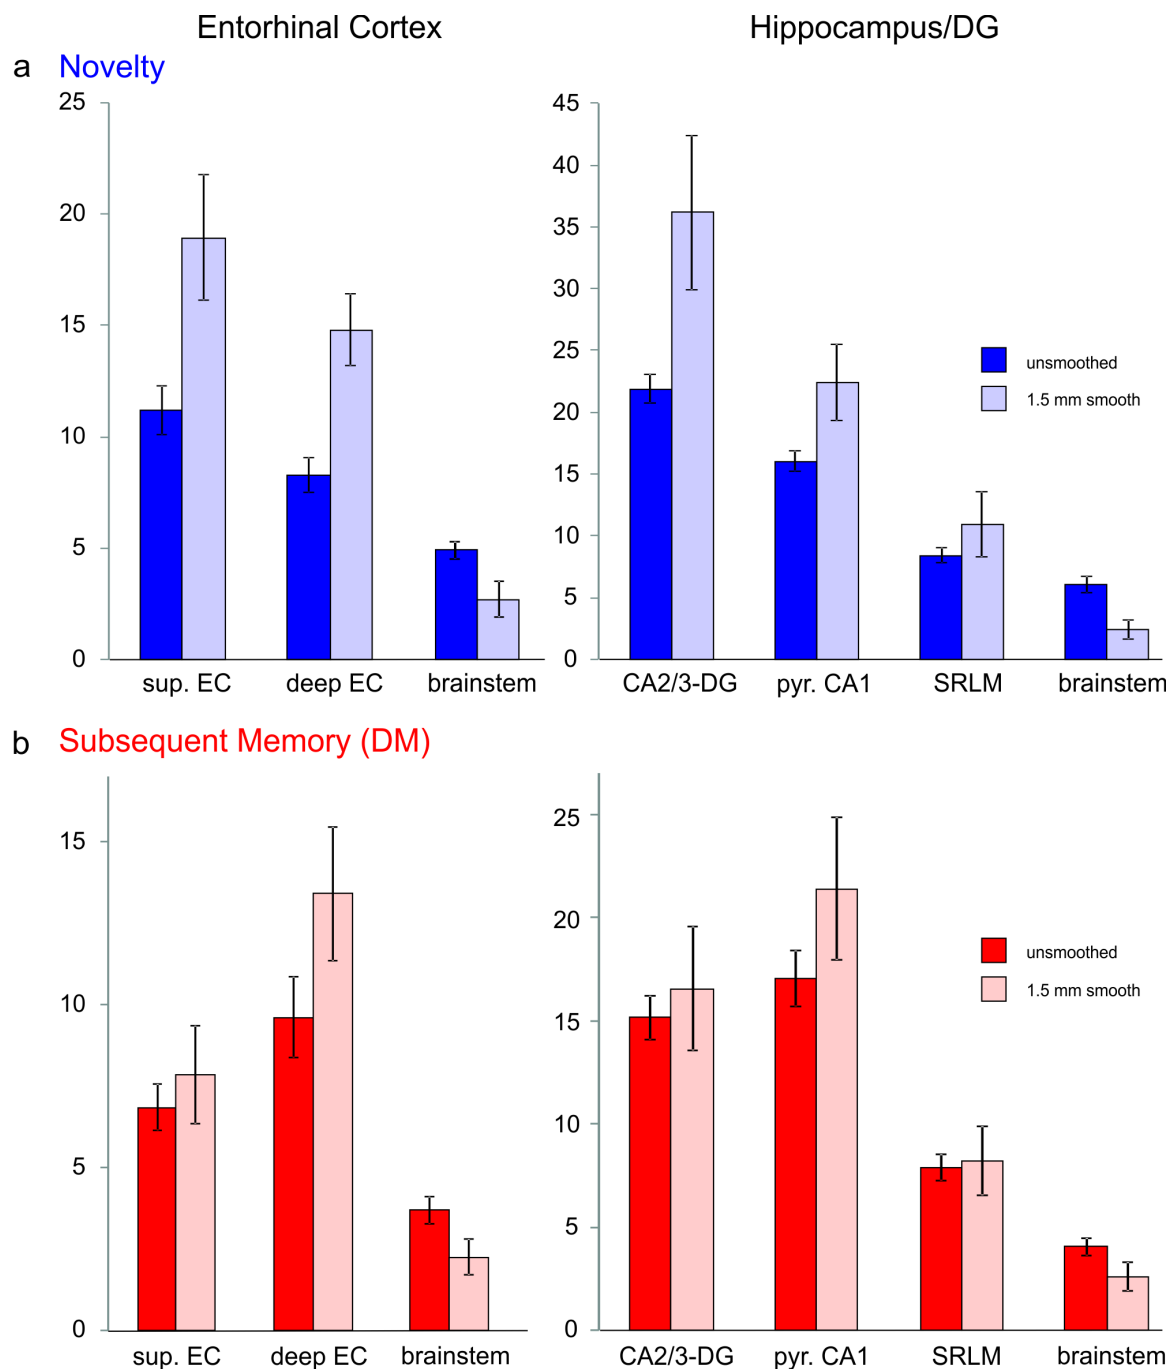 Entorhinal Cortex
Hippocampus/DG
a Novelty
25
20
15
10
5
0
sup. EC
deep EC
brainstem
45
40
35
30
25
20
15
10
5
0
unsmoothed
1.5 mm smooth
CA2/3-DG
pyr. CA1
SRLM
brainstem
b Subsequent Memory (DM)
15
10
5
0
sup. EC
deep EC
brainstem
25
20
15
10
5
0
unsmoothed
1.5 mm smooth
CA2/3-DG
pyr. CA1
SRLM
brainstem